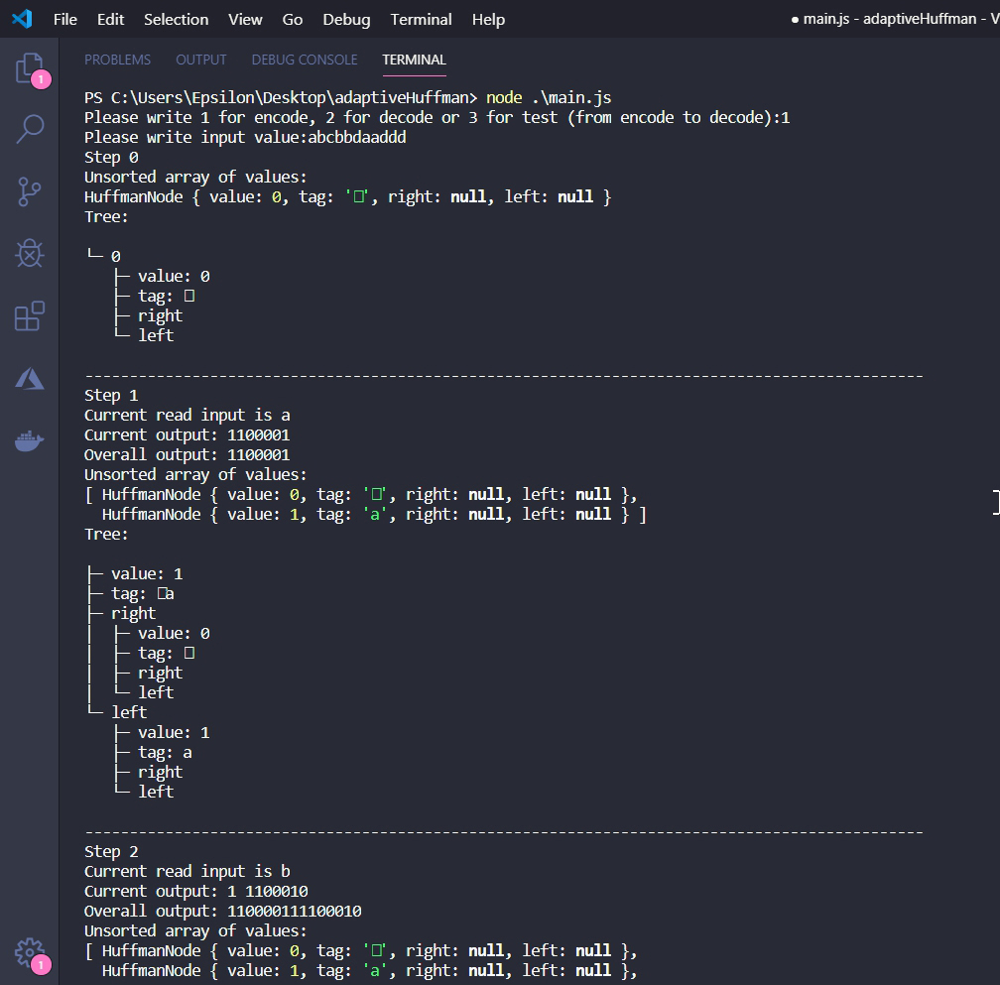 File Edit Selection View Go Debug Terminal Help ● main.js - adaptiveHuffman - V
PROBLEMS OUTPUT DEBUG CONSOLE TERMINAL
1
PS C:\Users\Epsilon\Desktop\adaptiveHuffman> node .\main.js
Please write 1 for encode, 2 for decode or 3 for test (from encode to decode):1
Please write input value:abcbbdaaddd
Step 0
Unsorted array of values:
HuffmanNode { value: 0, tag: '□', right: null, left: null }
Tree:
└─ 0
   ├─ value: 0
   ├─ tag: □
   ├─ right
   └─ left
----------------------------------------------------------------------------------------------
Step 1
Current read input is a
Current output: 1100001
Overall output: 1100001
Unsorted array of values:
[ HuffmanNode { value: 0, tag: '□', right: null, left: null },
  HuffmanNode { value: 1, tag: 'a', right: null, left: null } ]
Tree:
├─ value: 1
├─ tag: □a
├─ right
│  ├─ value: 0
│  ├─ tag: □
│  ├─ right
│  └─ left
└─ left
   ├─ value: 1
   ├─ tag: a
   ├─ right
   └─ left
----------------------------------------------------------------------------------------------
Step 2
Current read input is b
Current output: 1 1100010
Overall output: 110000111100010
Unsorted array of values:
[ HuffmanNode { value: 0, tag: '□', right: null, left: null },
  HuffmanNode { value: 1, tag: 'a', right: null, left: null },
1